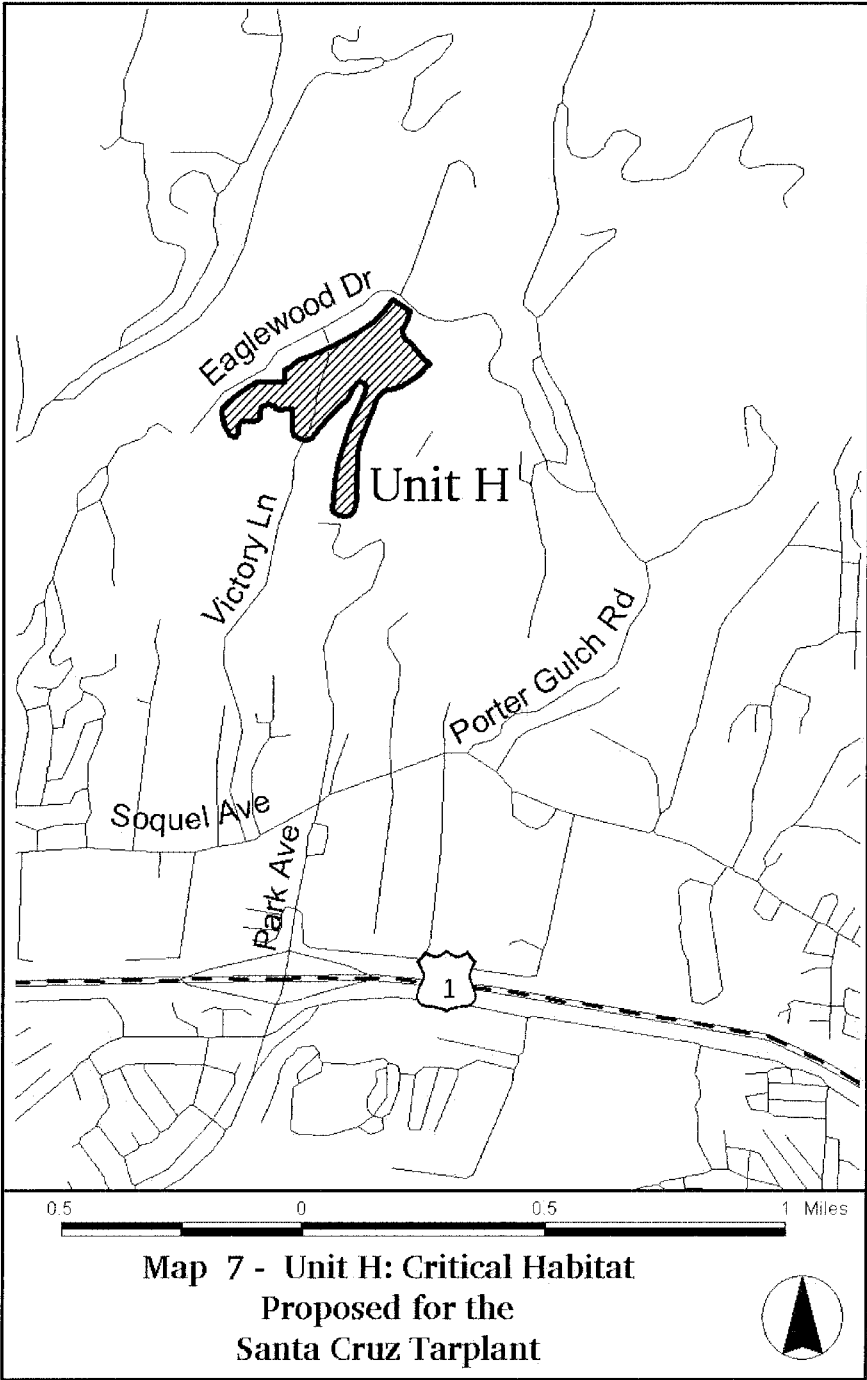 Eaglewood Dr
Unit H
Victory Ln
Porter Gulch Rd
Soquel Ave
Park Ave
1
0.5 0 0.5 1 Miles
Map 7 - Unit H: Critical Habitat
Proposed for the
Santa Cruz Tarplant